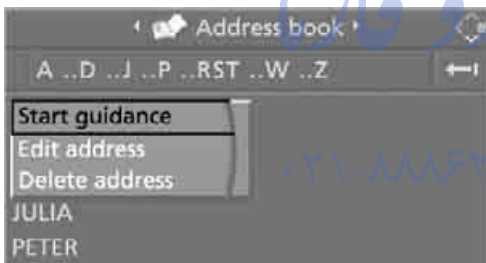 Address book
A ..D ..J ..P ..RST ..W ..Z
Start guidance
Edit address
Delete address
JULIA
PETER